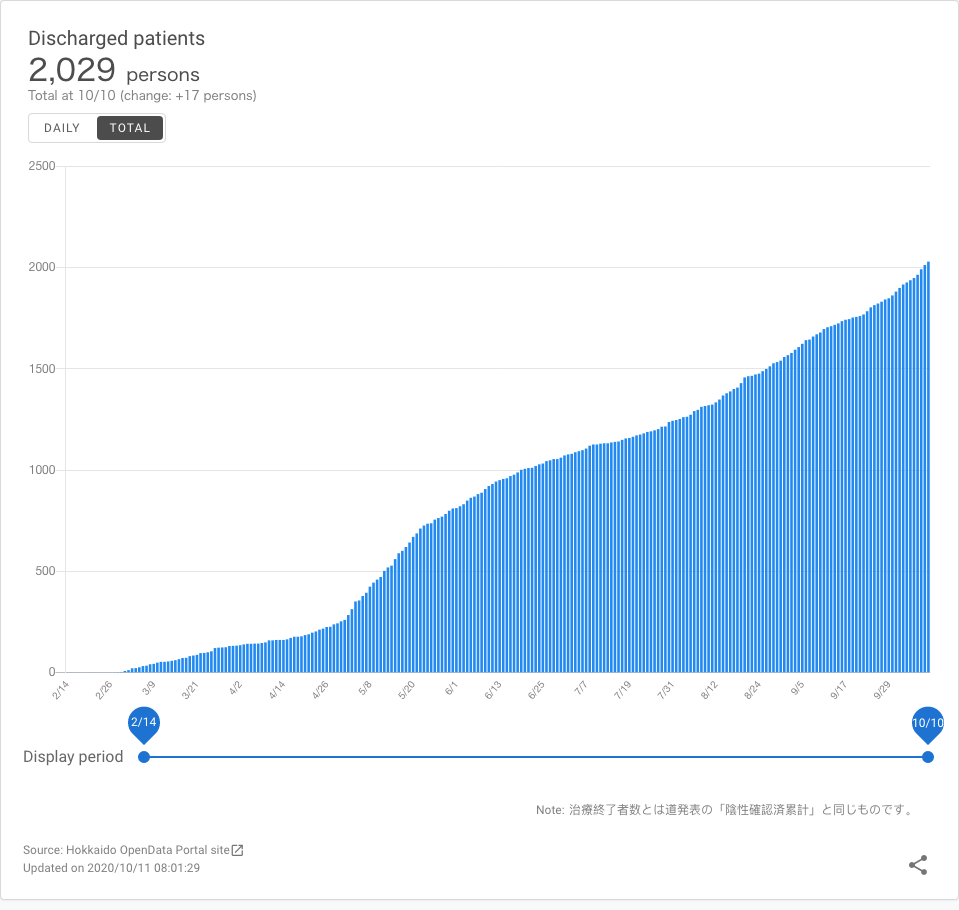 Discharged patients
2,029 persons
Total at 10/10 (change: +17 persons)
DAILY TOTAL
2500
2000
1500
1000
500
0
2/14 2/26 3/9 3/21 4/2 4/14 4/26 5/8 5/20 6/1 6/13 6/25 7/7 7/19 7/31 8/12 8/24 9/5 9/17 9/29
2/14 10/10
Display period
Note: 治療終了者数とは道発表の「陰性確認済累計」と同じものです。
Source: Hokkaido OpenData Portal site
Updated on 2020/10/11 08:01:29